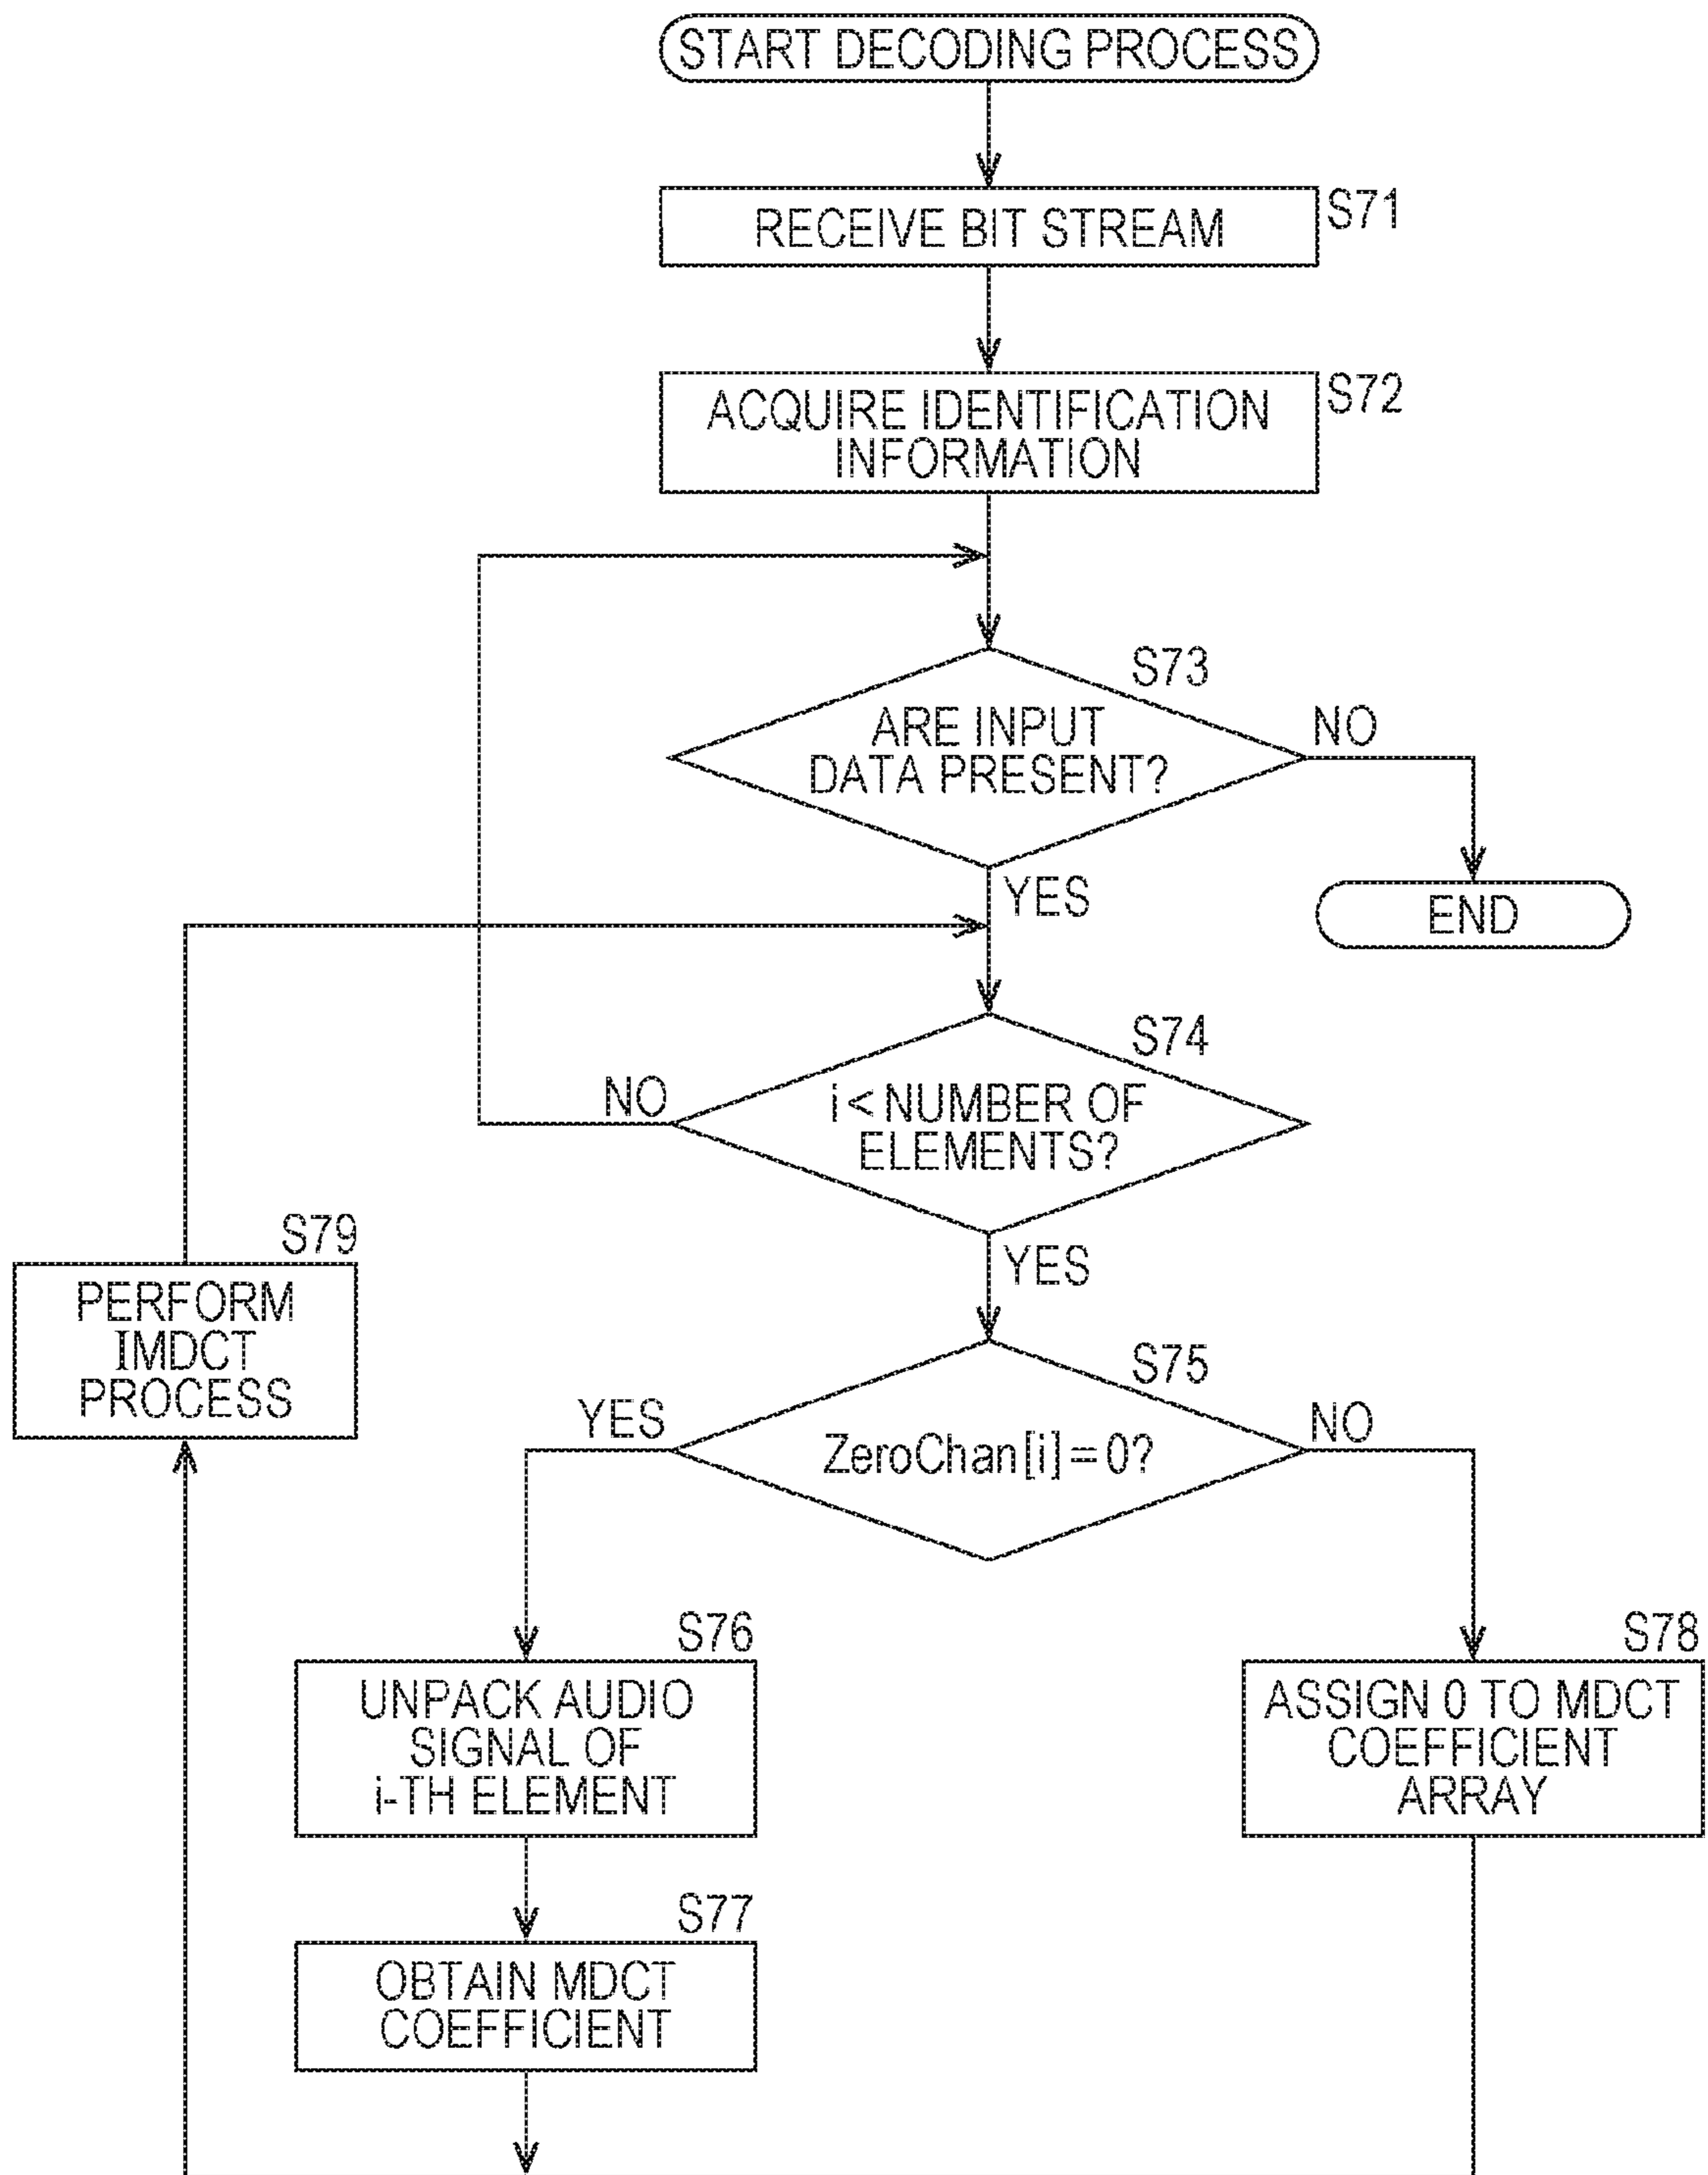 START DECODING PROCESS
RECEIVE BIT STREAM
S71
ACQUIRE IDENTIFICATION
INFORMATION
S72
S73
ARE INPUT
DATA PRESENT?
NO
YES
END
S74
i < NUMBER OF
ELEMENTS?
NO
YES
S79
PERFORM
IMDCT
PROCESS
S75
ZeroChan[i] = 0?
YES
NO
S76
UNPACK AUDIO
SIGNAL OF
i-TH ELEMENT
S78
ASSIGN 0 TO MDCT
COEFFICIENT
ARRAY
S77
OBTAIN MDCT
COEFFICIENT